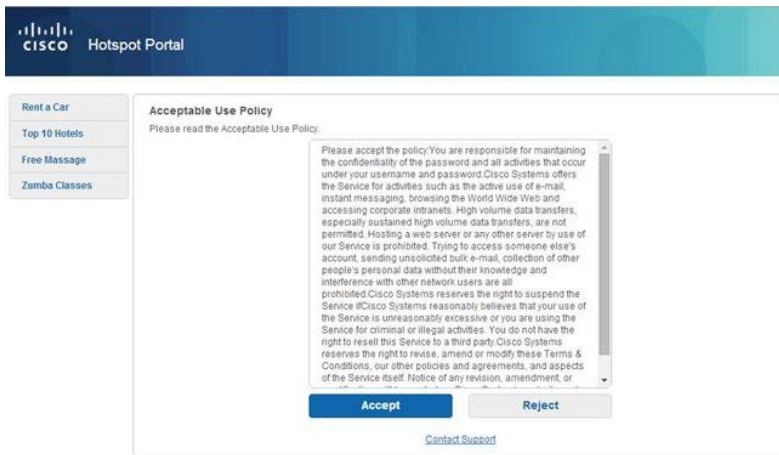 CISCO Hotspot Portal
Rent a Car
Top 10 Hotels
Free Massage
Zumba Classes
Acceptable Use Policy
Please read the Acceptable Use Policy.
Please accept the policy:You are responsible for maintaining
the confidentiality of the password and all activities that occur
under your username and password.Cisco Systems offers
the Service for activities such as the active use of e-mail,
instant messaging, browsing the World Wide Web and
accessing corporate intranets. High volume data transfers,
especially sustained high volume data transfers, are not
permitted. Hosting a web server or any other server by use of
our Service is prohibited. Trying to access someone else's
account, sending unsolicited bulk e-mail, collection of other
people's personal data without their knowledge and
interference with other network users are all
prohibited.Cisco Systems reserves the right to suspend the
Service ifCisco Systems reasonably believes that your use of
the Service is unreasonably excessive or you are using the
Service for criminal or illegal activities. You do not have the
right to resell this Service to a third party.Cisco Systems
reserves the right to revise, amend or modify these Terms &
Conditions, our other policies and agreements, and aspects
of the Service itself. Notice of any revision, amendment, or
Accept
Reject
Contact Support